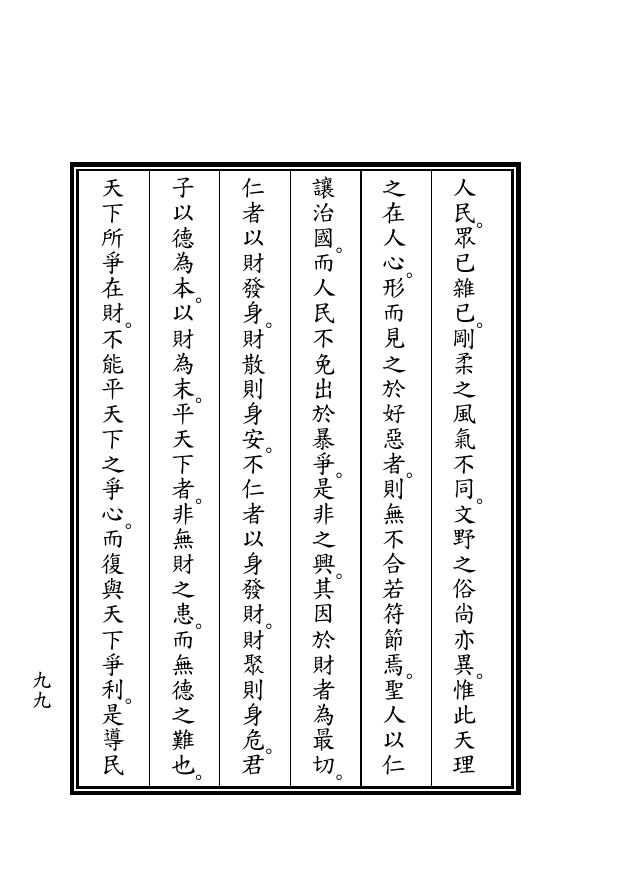 人民。眾已雜已。剛柔之風氣不同。文野之俗尚亦異。惟此天理
之在人心。形而見之於好惡者。則無不合若符節焉。聖人以仁
讓治國。而人民不免出於暴爭。是非之興。其因於財者為最切。
仁者以財發身。財散則身安。不仁者以身發財。財聚則身危。君
子以德為本。以財為末。平天下者。非無財之患。而無德之難也。
天下所爭在財。不能平天下之爭心。而復與天下爭利。是導民
九九